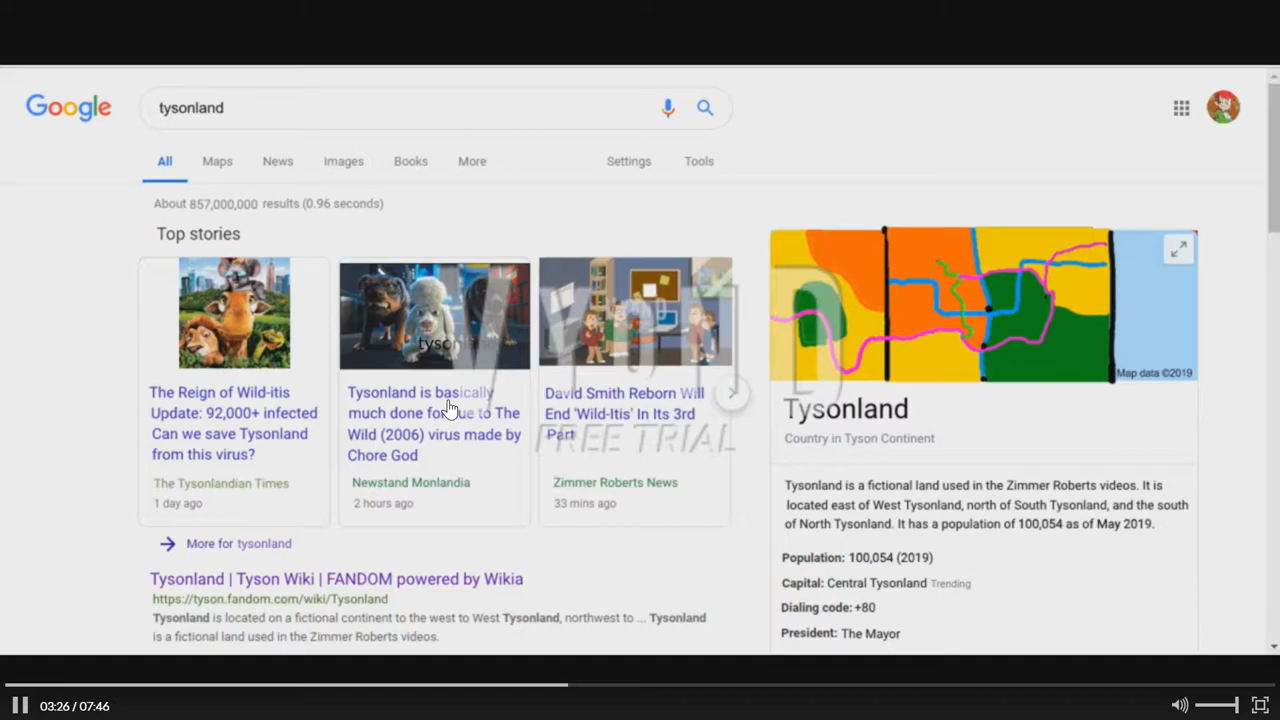 Google
tysonland
All Maps News Images Books More Settings Tools
About 857,000,000 results (0.96 seconds)
Top stories
The Reign of Wild-itis
Update: 92,000+ infected
Can we save Tysonland
from this virus?
The Tysonlandian Times
1 day ago
Tysonland is basically
much done for due to The
Wild (2006) virus made by
Chore God
Newstand Monlandia
2 hours ago
David Smith Reborn Will
End 'Wild-Itis' In Its 3rd
Part
Zimmer Roberts News
33 mins ago
VSDC
FREE TRIAL
More for tysonland
Tysonland | Tyson Wiki | FANDOM powered by Wikia
https://tyson.fandom.com/wiki/Tysonland
Tysonland is located on a fictional continent to the west to West Tysonland, northwest to ... Tysonland
is a fictional land used in the Zimmer Roberts videos.
Map data ©2019
Tysonland
Country in Tyson Continent
Tysonland is a fictional land used in the Zimmer Roberts videos. It is
located east of West Tysonland, north of South Tysonland, and the south
of North Tysonland. It has a population of 100,054 as of May 2019.
Population: 100,054 (2019)
Capital: Central Tysonland Trending
Dialing code: +80
President: The Mayor
03:26 / 07:46